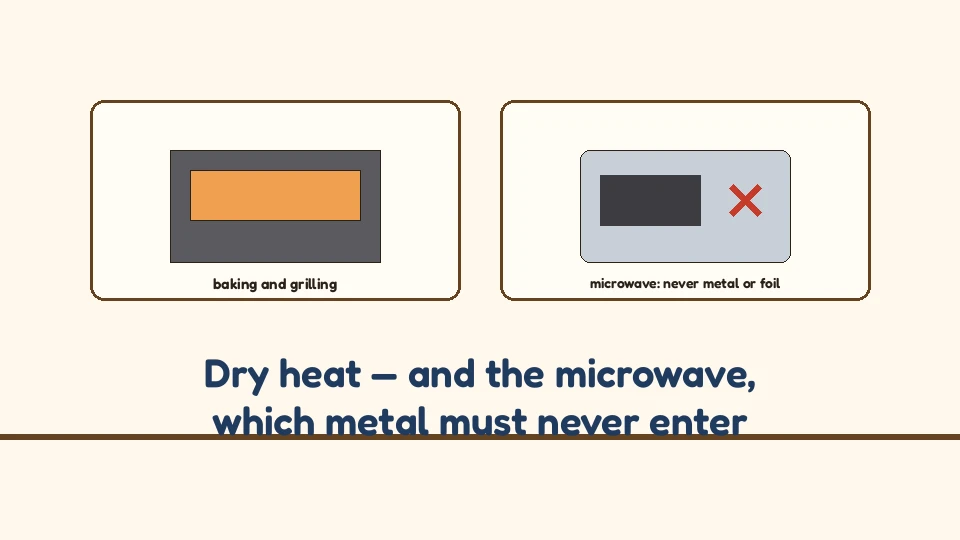 baking and grilling
microwave: never metal or foil
Dry heat — and the microwave,
which metal must never enter